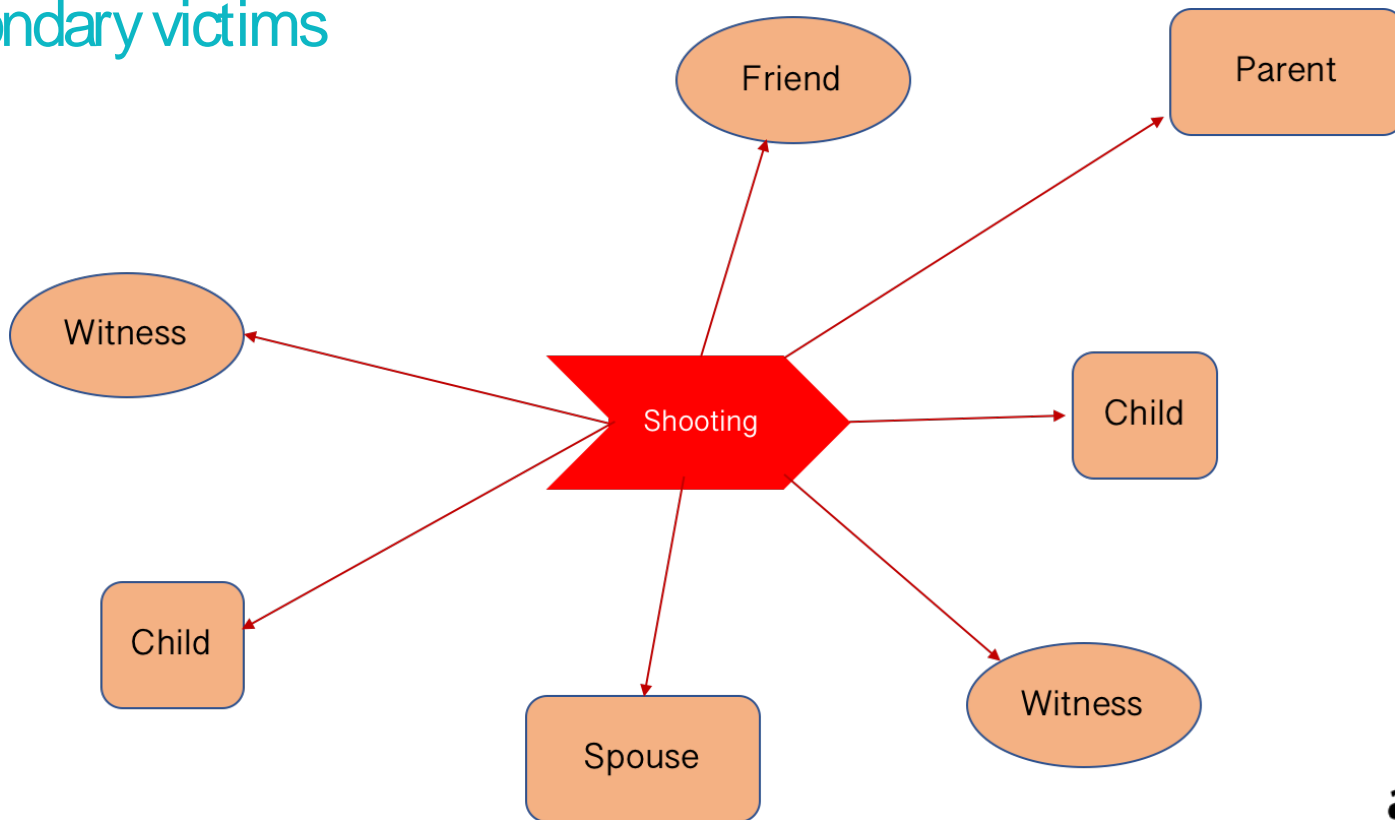 ondary victims
Friend
Parent
Witness
Shooting
Child
Child
Witness
Spouse
a